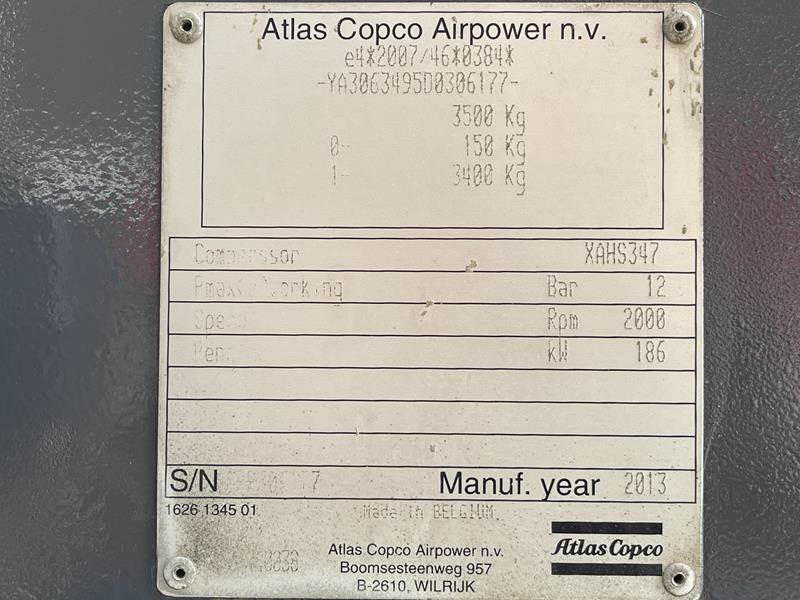 Atlas Copco Airpower n.v.
e4*2007/46*0384*
-YA3063495D0306177-
3500 Kg
0- 150 Kg
1- 3400 Kg
Compressor XAHS347
Bar 12
Rpm 2000
kW 186
S/N Manuf. year 2013
1626 1345 01
Made in BELGIUM.
Atlas Copco Airpower n.v.
Boomsesteenweg 957
B-2610, WILRIJK
Atlas Copco